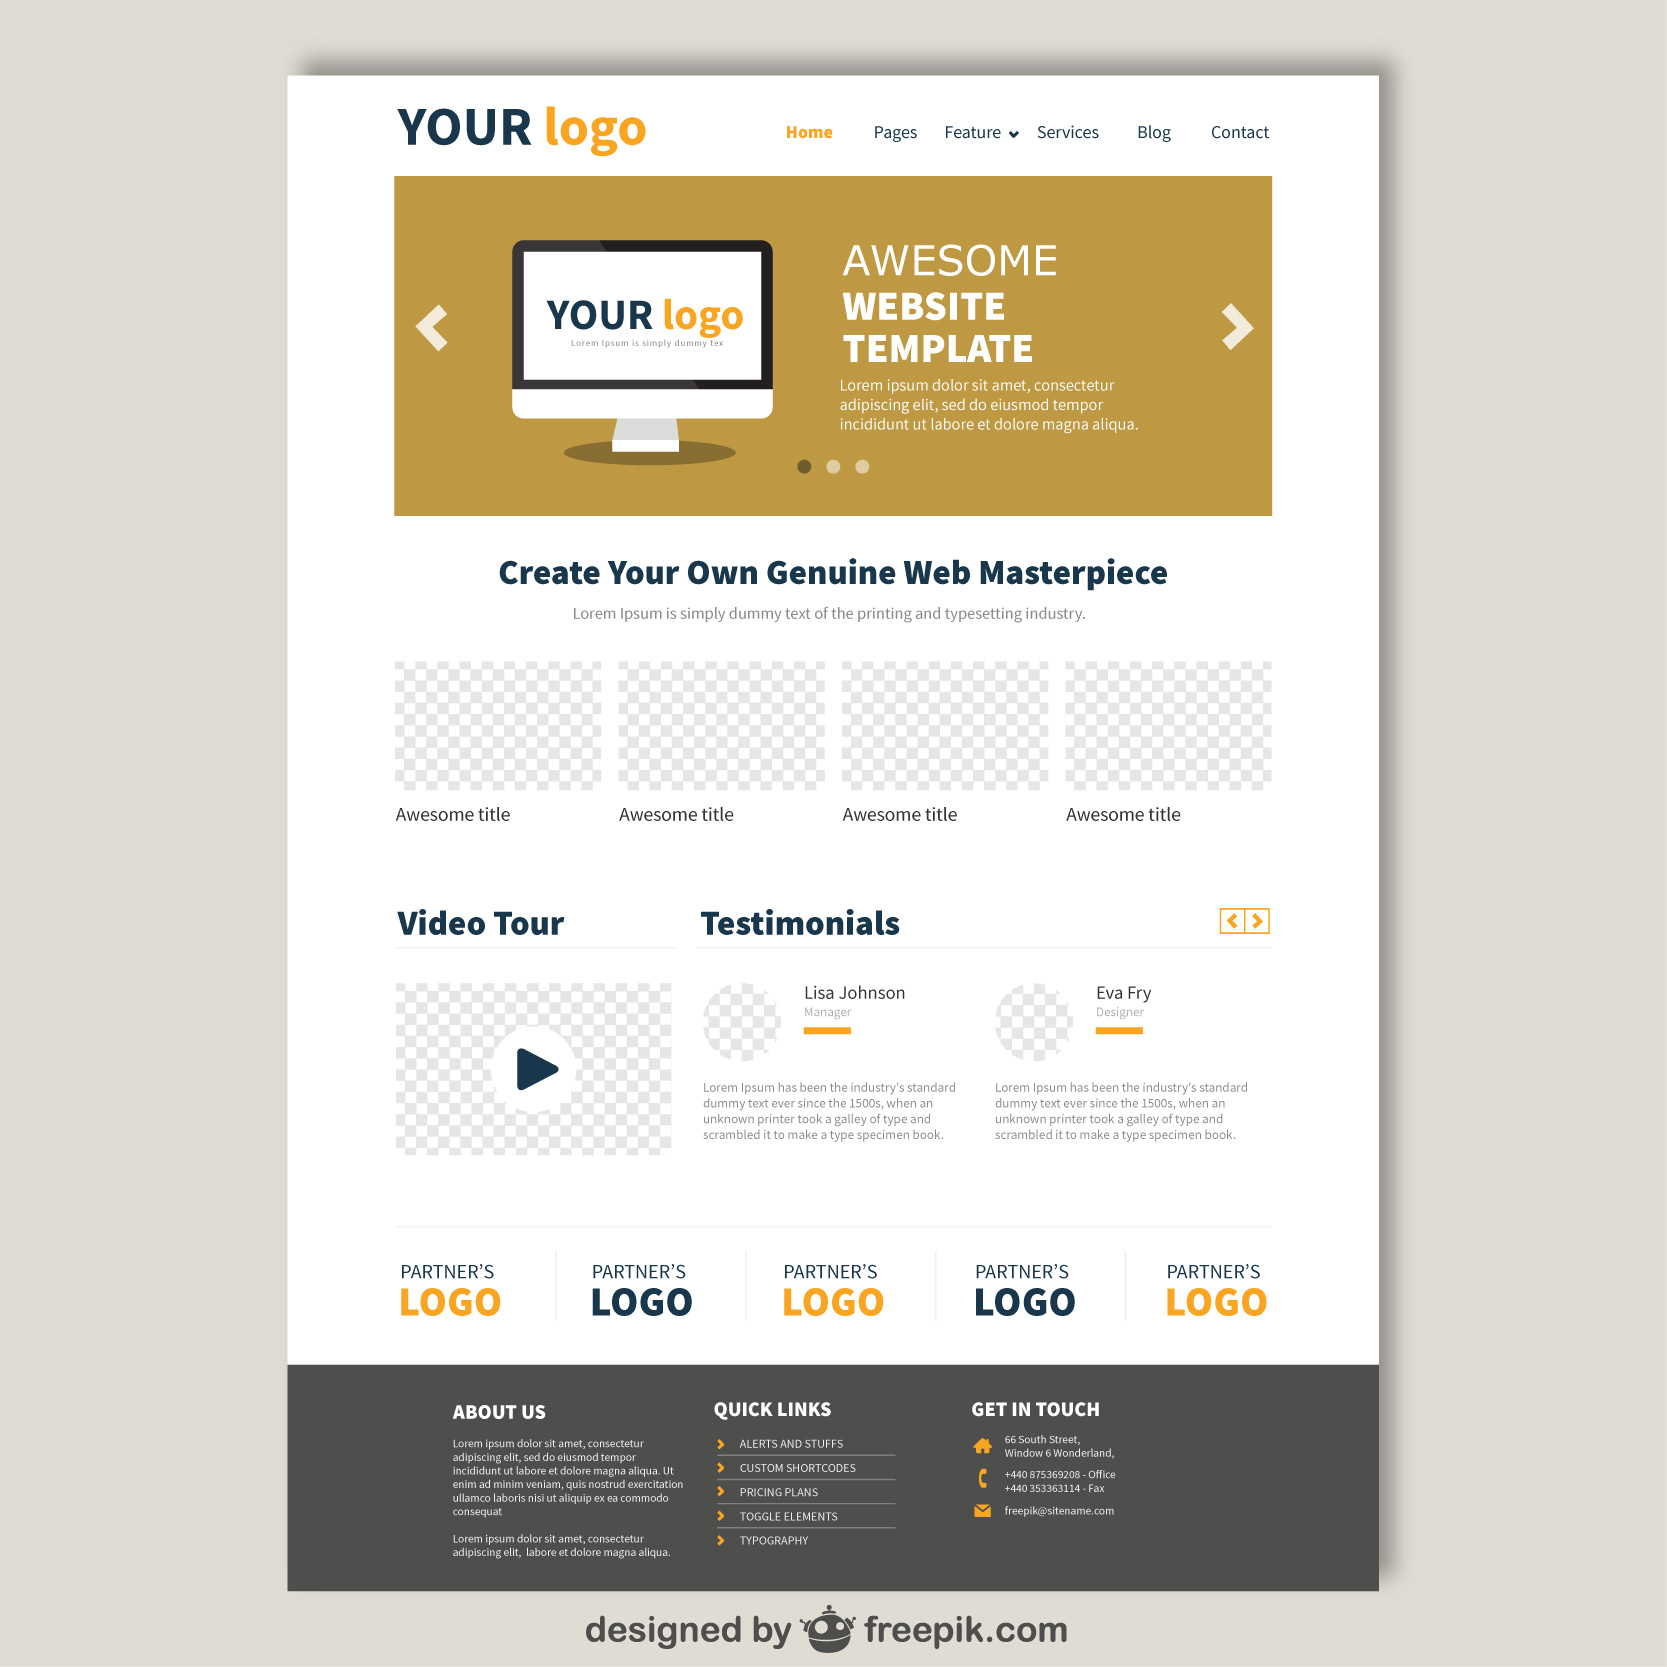 YOUR logo
Home Pages Feature Services Blog Contact
YOUR logo
Lorem Ipsum is simply dummy tex
AWESOME
WEBSITE
TEMPLATE
Lorem ipsum dolor sit amet, consectetur
adipiscing elit, sed do eiusmod tempor
incididunt ut labore et dolore magna aliqua.
Create Your Own Genuine Web Masterpiece
Lorem Ipsum is simply dummy text of the printing and typesetting industry.
Awesome title
Awesome title
Awesome title
Awesome title
Video Tour
Testimonials
Lisa Johnson
Manager
Lorem Ipsum has been the industry's standard
dummy text ever since the 1500s, when an
unknown printer took a galley of type and
scrambled it to make a type specimen book.
Eva Fry
Designer
Lorem Ipsum has been the industry's standard
dummy text ever since the 1500s, when an
unknown printer took a galley of type and
scrambled it to make a type specimen book.
PARTNER'S
LOGO
PARTNER'S
LOGO
PARTNER'S
LOGO
PARTNER'S
LOGO
PARTNER'S
LOGO
ABOUT US
Lorem ipsum dolor sit amet, consectetur
adipiscing elit, sed do eiusmod tempor
incididunt ut labore et dolore magna aliqua. Ut
enim ad minim veniam, quis nostrud exercitation
ullamco laboris nisi ut aliquip ex ea commodo
consequat
Lorem ipsum dolor sit amet, consectetur
adipiscing elit, labore et dolore magna aliqua.
QUICK LINKS
ALERTS AND STUFFS
CUSTOM SHORTCODES
PRICING PLANS
TOGGLE ELEMENTS
TYPOGRAPHY
GET IN TOUCH
66 South Street,
Window 6 Wonderland,
+440 875369208 - Office
+440 353363114 - Fax
freepik@sitename.com
designed by freepik.com